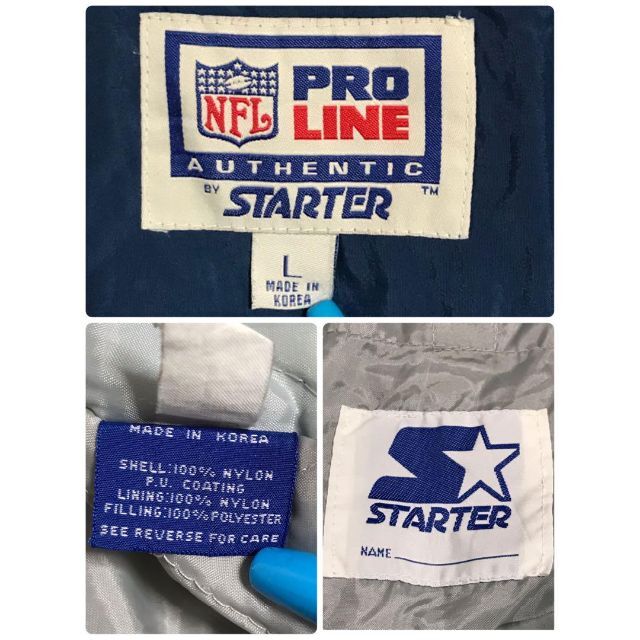 NFL
PRO
LINE
AUTHENTIC
BY STARTER TM
L
MADE IN
KOREA
MADE IN KOREA
SHELL:100% NYLON
P.U. COATING
LINING:100% NYLON
FILLING:100% POLYESTER
SEE REVERSE FOR CARE
S
STARTER
NAME